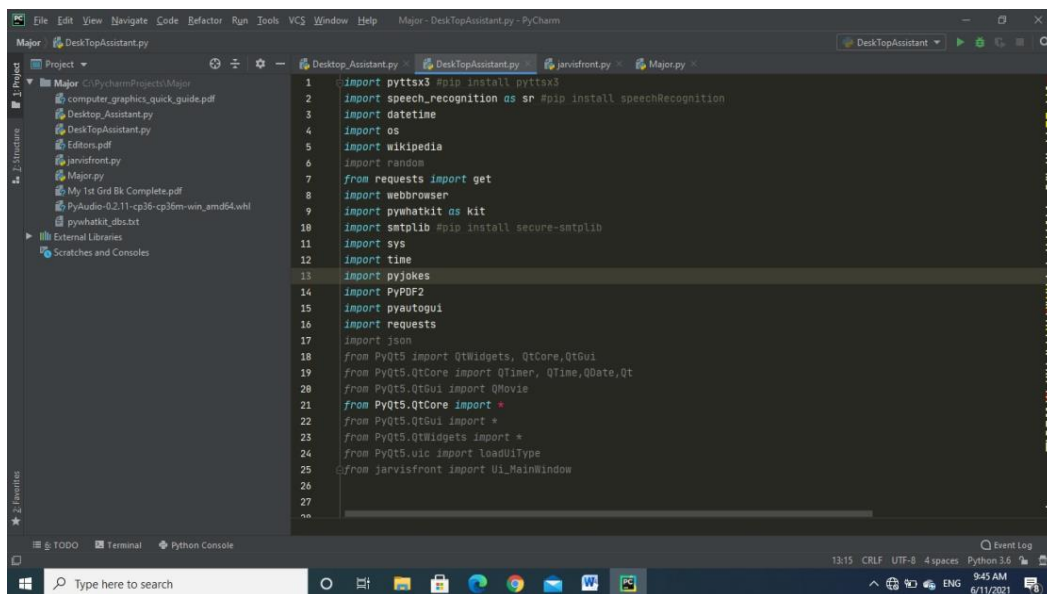 File Edit View Navigate Code Refactor Run Tools VCS Window Help Major - DeskTopAssistant.py - PyCharm
Major DeskTopAssistant.py DeskTopAssistant
1: Project
Project
Desktop_Assistant.py DeskTopAssistant.py jarvisfront.py Major.py
Major C:\PycharmProjects\Major
computer_graphics_quick_guide.pdf
Desktop_Assistant.py
DeskTopAssistant.py
Editors.pdf
jarvisfront.py
Major.py
My 1st Grd Bk Complete.pdf
PyAudio-0.2.11-cp36-cp36m-win_amd64.whl
pywhatkit_dbs.txt
External Libraries
Scratches and Consoles
Z: Structure
2: Favorites
1 import pyttsx3 #pip install pyttsx3
2 import speech_recognition as sr #pip install speechRecognition
3 import datetime
4 import os
5 import wikipedia
6 import random
7 from requests import get
8 import webbrowser
9 import pywhatkit as kit
10 import smtplib #pip install secure-smtplib
11 import sys
12 import time
13 import pyjokes
14 import PyPDF2
15 import pyautogui
16 import requests
17 import json
18 from PyQt5 import QtWidgets, QtCore,QtGui
19 from PyQt5.QtCore import QTimer, QTime,QDate,Qt
20 from PyQt5.QtGui import QMovie
21 from PyQt5.QtCore import *
22 from PyQt5.QtGui import *
23 from PyQt5.QtWidgets import *
24 from PyQt5.uic import loadUiType
25 from jarvisfront import Ui_MainWindow
26
27
28
6: TODO Terminal Python Console Event Log
13:15 CRLF UTF-8 4 spaces Python 3.6
Type here to search
ENG 9:45 AM
6/11/2021